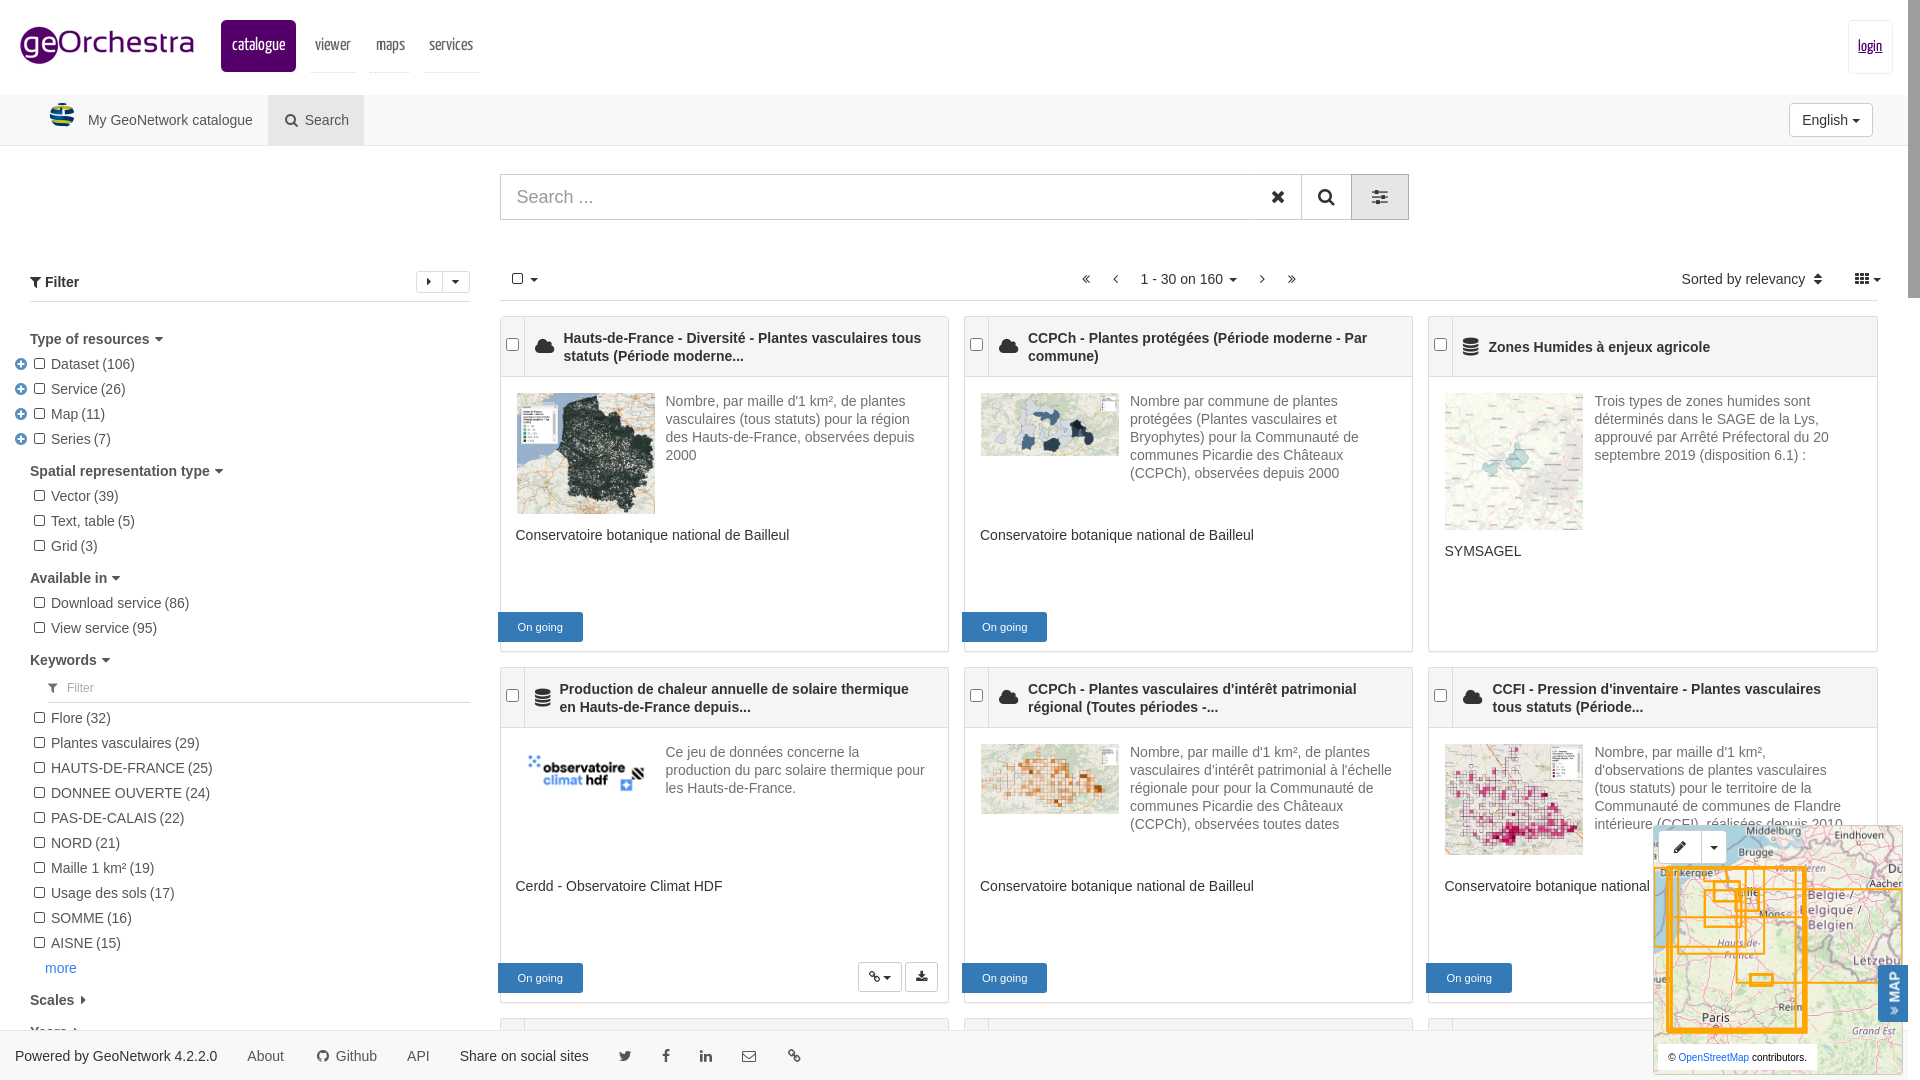 geOrchestra
catalogue
viewer
maps
services
login
My GeoNetwork catalogue
Search
English
Search ...
Filter
1 - 30 on 160
Sorted by relevancy
Type of resources
Dataset (106)
Service (26)
Map (11)
Series (7)
Spatial representation type
Vector (39)
Text, table (5)
Grid (3)
Available in
Download service (86)
View service (95)
Keywords
Filter
Flore (32)
Plantes vasculaires (29)
HAUTS-DE-FRANCE (25)
DONNEE OUVERTE (24)
PAS-DE-CALAIS (22)
NORD (21)
Maille 1 km² (19)
Usage des sols (17)
SOMME (16)
AISNE (15)
more
Scales
Hauts-de-France - Diversité - Plantes vasculaires tous
statuts (Période moderne...
Nombre, par maille d'1 km², de plantes
vasculaires (tous statuts) pour la région
des Hauts-de-France, observées depuis
2000
Conservatoire botanique national de Bailleul
On going
CCPCh - Plantes protégées (Période moderne - Par
commune)
Nombre par commune de plantes
protégées (Plantes vasculaires et
Bryophytes) pour la Communauté de
communes Picardie des Châteaux
(CCPCh), observées depuis 2000
Conservatoire botanique national de Bailleul
On going
Zones Humides à enjeux agricole
Trois types de zones humides sont
déterminés dans le SAGE de la Lys,
approuvé par Arrêté Préfectoral du 20
septembre 2019 (disposition 6.1) :
SYMSAGEL
Production de chaleur annuelle de solaire thermique
en Hauts-de-France depuis...
observatoire
climat hdf
Ce jeu de données concerne la
production du parc solaire thermique pour
les Hauts-de-France.
Cerdd - Observatoire Climat HDF
On going
CCPCh - Plantes vasculaires d'intérêt patrimonial
régional (Toutes périodes -...
Nombre, par maille d'1 km², de plantes
vasculaires d'intérêt patrimonial à l'échelle
régionale pour pour la Communauté de
communes Picardie des Châteaux
(CCPCh), observées toutes dates
Conservatoire botanique national de Bailleul
On going
CCFI - Pression d'inventaire - Plantes vasculaires
tous statuts (Période...
Nombre, par maille d'1 km²,
d'observations de plantes vasculaires
(tous statuts) pour le territoire de la
Communauté de communes de Flandre
intérieure (CCFI), réalisées depuis 2010
Conservatoire botanique national
On going
Middelburg
Eindhoven
Brugge
Dunkerque
Aachen
België /
Belgique /
Belgien
Mons
Hauts-de-
France
Lëtzebu
Reim
Paris
Grand Est
MAP
© OpenStreetMap contributors.
Powered by GeoNetwork 4.2.2.0
About
Github
API
Share on social sites